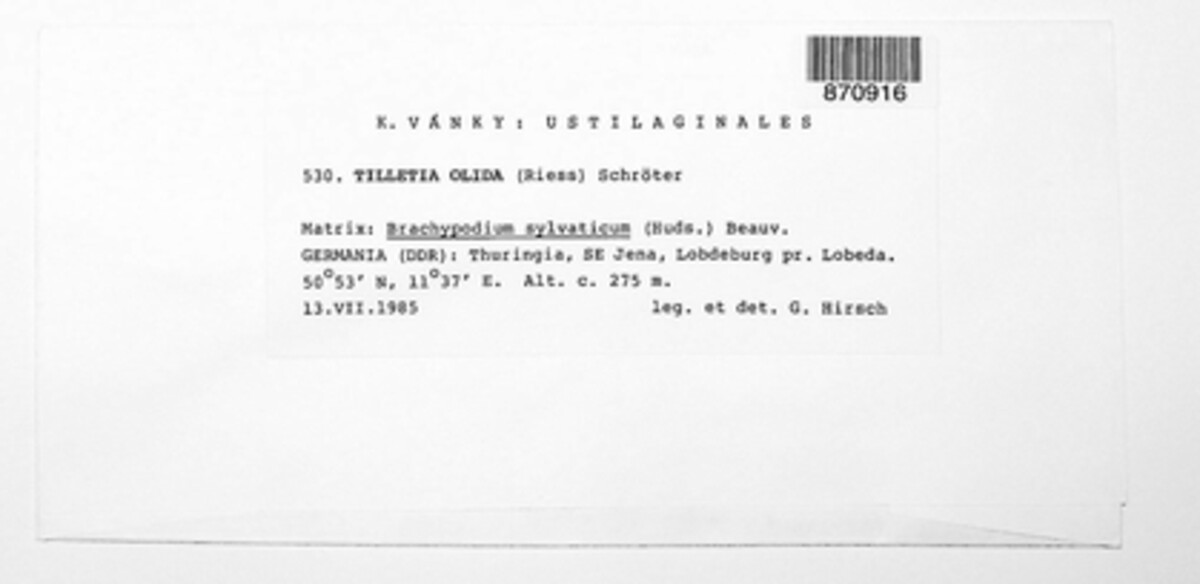 870916
K. VÁNKY: USTILAGINALES
530. TILLETIA OLIDA (Riess) Schröter
Matrix: Brachypodium sylvaticum (Huds.) Beauv.
GERMANIA (DDR): Thuringia, SE Jena, Lobdeburg pr. Lobeda.
50°53' N, 11°37' E. Alt. c. 275 m.
13.VII.1985 leg. et det. G. Hirsch